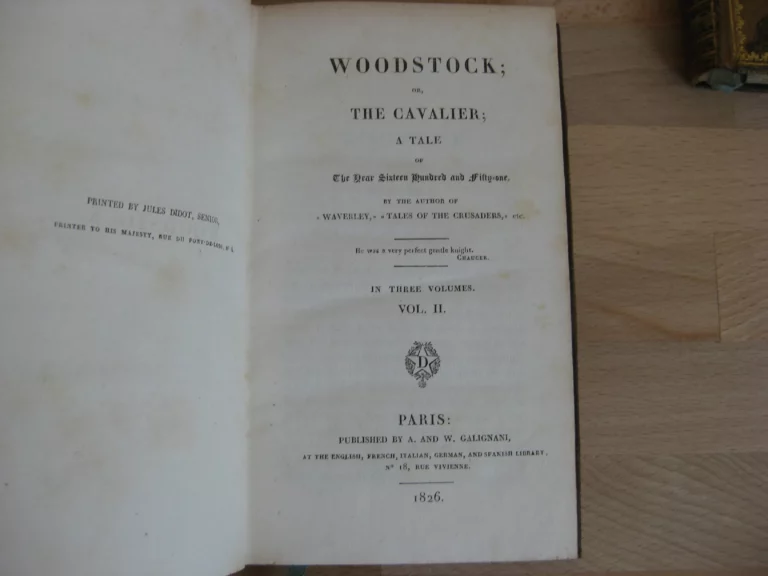 PRINTED BY JULES DIDOT, SENIOR,
PRINTER TO HIS MAJESTY, RUE DU PONT-DE-LODI, Nº 6.
WOODSTOCK;
OR,
THE CAVALIER;
A TALE
OF
The Year Sixteen Hundred and Fifty-one.
BY THE AUTHOR OF
« WAVERLEY,» « TALES OF THE CRUSADERS,» etc.
He was a very perfect gentle knight.
CHAUCER.
IN THREE VOLUMES.
VOL. II.
D
PARIS:
PUBLISHED BY A. AND W. GALIGNANI,
AT THE ENGLISH, FRENCH, ITALIAN, GERMAN, AND SPANISH LIBRARY.
Nº 18, RUE VIVIENNE.
1826.